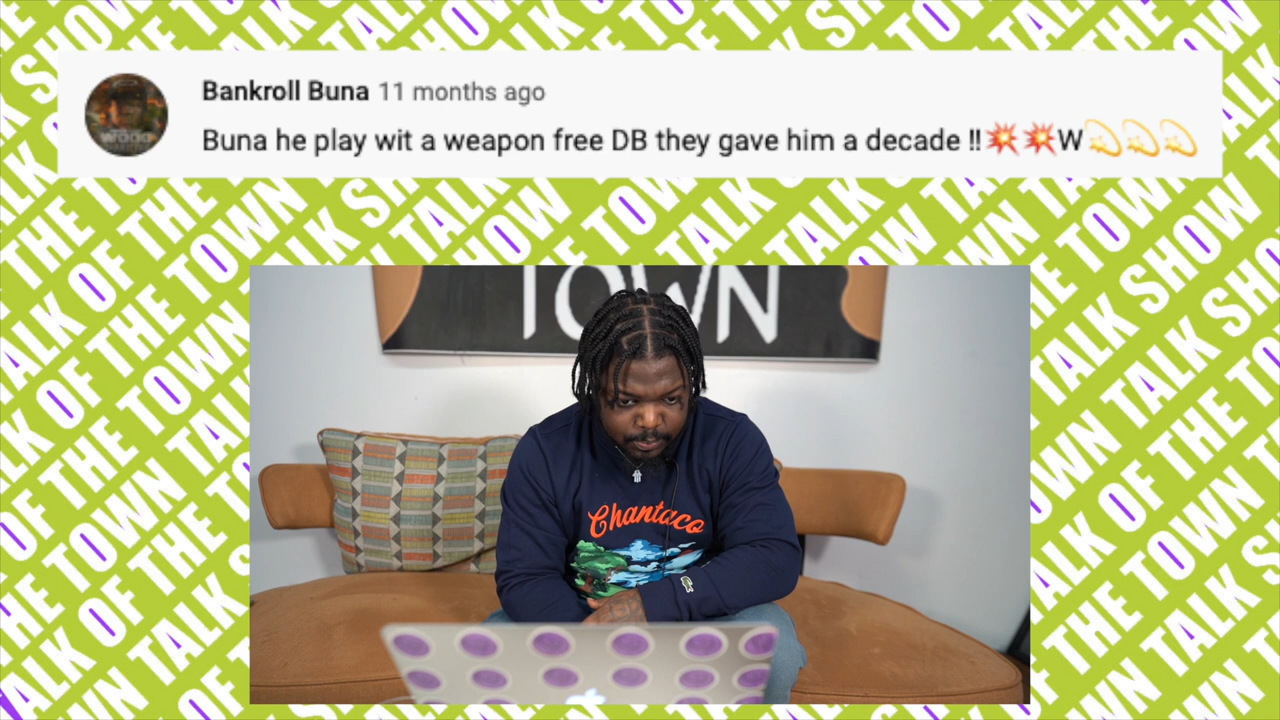 Bankroll Buna 11 months ago
Buna he play wit a weapon free DB they gave him a decade !!💥💥W💫💫💫
TALK OF THE TOWN TALK SHOW
TOWN
Chantaco